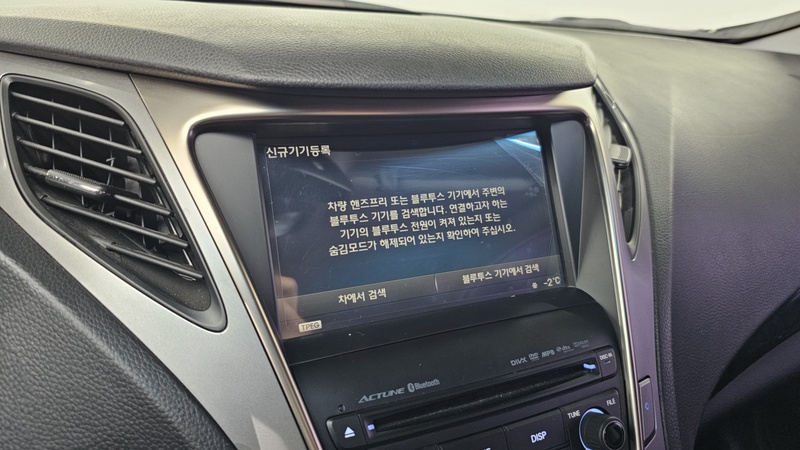 신규기기등록
차량 핸즈프리 또는 블루투스 기기에서 주변의
블루투스 기기를 검색합니다. 연결하고자 하는
기기의 블루투스 전원이 켜져 있는지 또는
숨김모드가 해제되어 있는지 확인하여 주십시오.
차에서 검색
블루투스 기기에서 검색
-2℃
TPEG
DIVX
MP3
dts
DISC-IN
ACTUNE
Bluetooth
DISP
TUNE
FILE